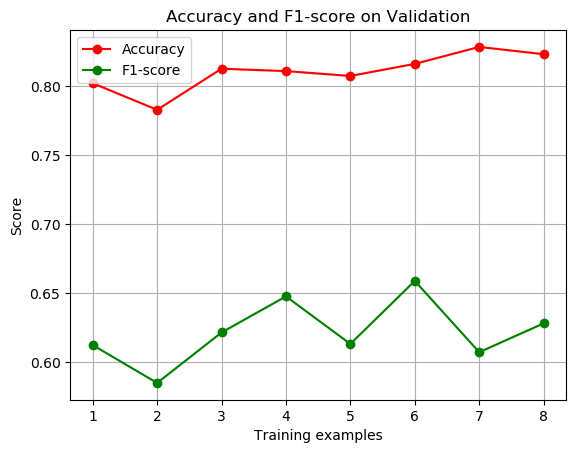 Accuracy and F1-score on Validation
Accuracy
F1-score
0.80
0.75
0.70
0.65
0.60
Score
1 2 3 4 5 6 7 8
Training examples